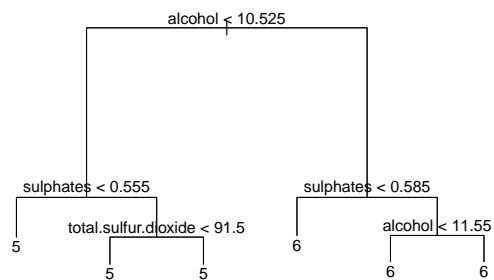 alcohol < 10.525
sulphates < 0.555
sulphates < 0.585
total.sulfur.dioxide < 91.5
alcohol < 11.55
5
6
5
5
6
6